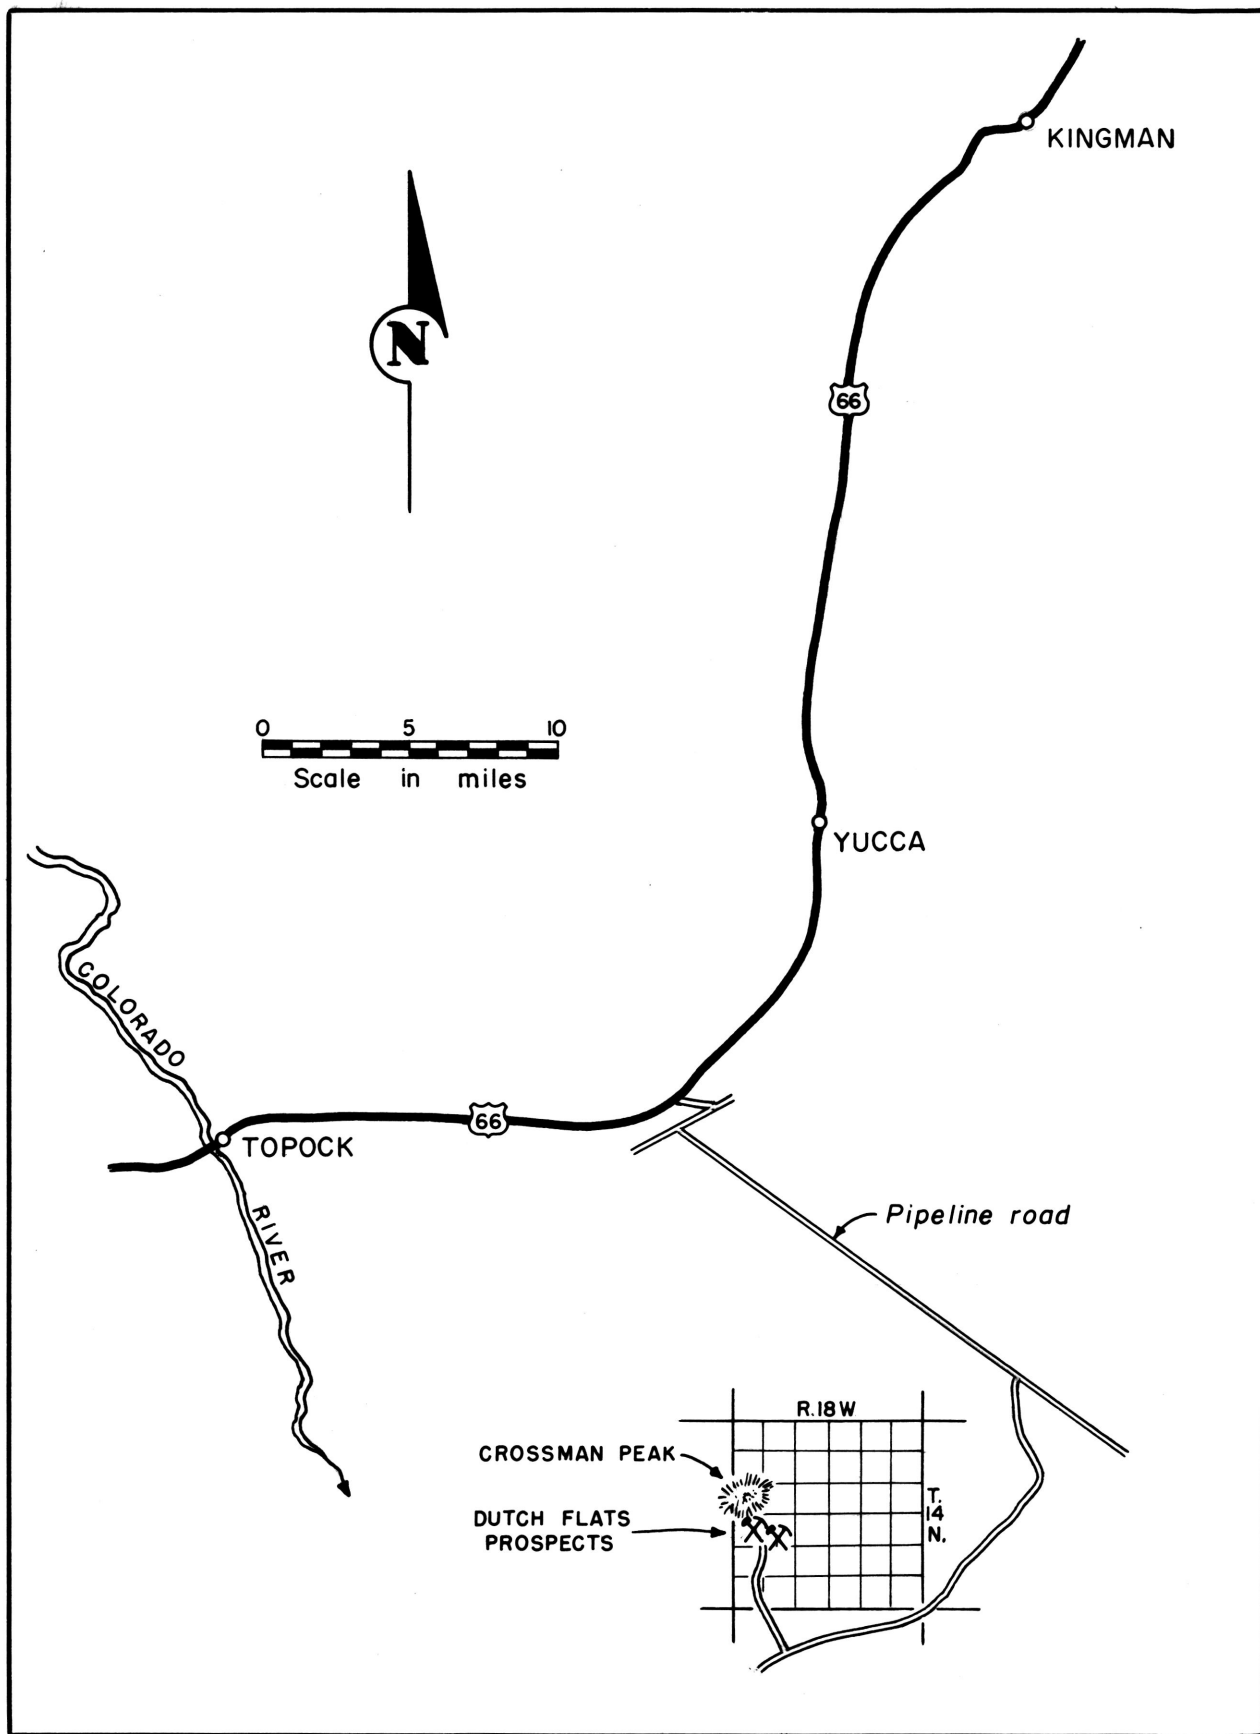 KINGMAN
N
66
0 5 10
Scale in miles
YUCCA
COLORADO
66
TOPOCK
RIVER
Pipeline road
R.18W
CROSSMAN PEAK
T.
14
N.
DUTCH FLATS
PROSPECTS